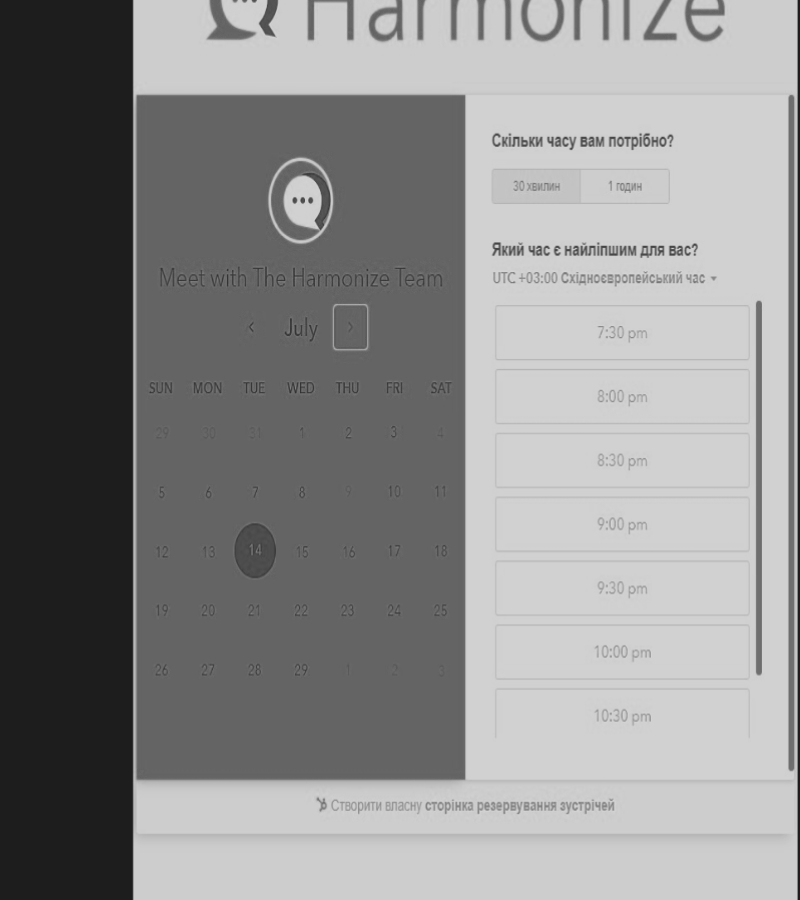 Harmonize
Meet with The Harmonize Team
July
SUN MON TUE WED THU FRI SAT
29 30 31 1 2 3 4
5 6 7 8 9 10 11
12 13 14 15 16 17 18
19 20 21 22 23 24 25
26 27 28 29 1 2 3
Скільки часу вам потрібно?
30 хвилин 1 годин
Який час є найліпшим для вас?
UTC +03:00 Східноєвропейський час
7:30 pm
8:00 pm
8:30 pm
9:00 pm
9:30 pm
10:00 pm
10:30 pm
Створити власну сторінка резервування зустрічей